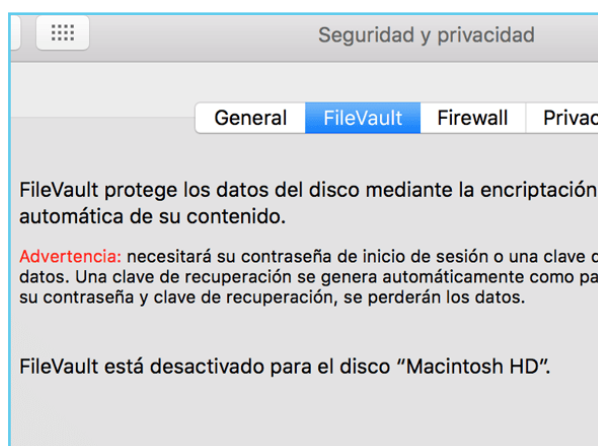 Seguridad y privacidad
General FileVault Firewall Privac
FileVault protege los datos del disco mediante la encriptación
automática de su contenido.
Advertencia: necesitará su contraseña de inicio de sesión o una clave d
datos. Una clave de recuperación se genera automáticamente como pa
su contraseña y clave de recuperación, se perderán los datos.
FileVault está desactivado para el disco “Macintosh HD”.